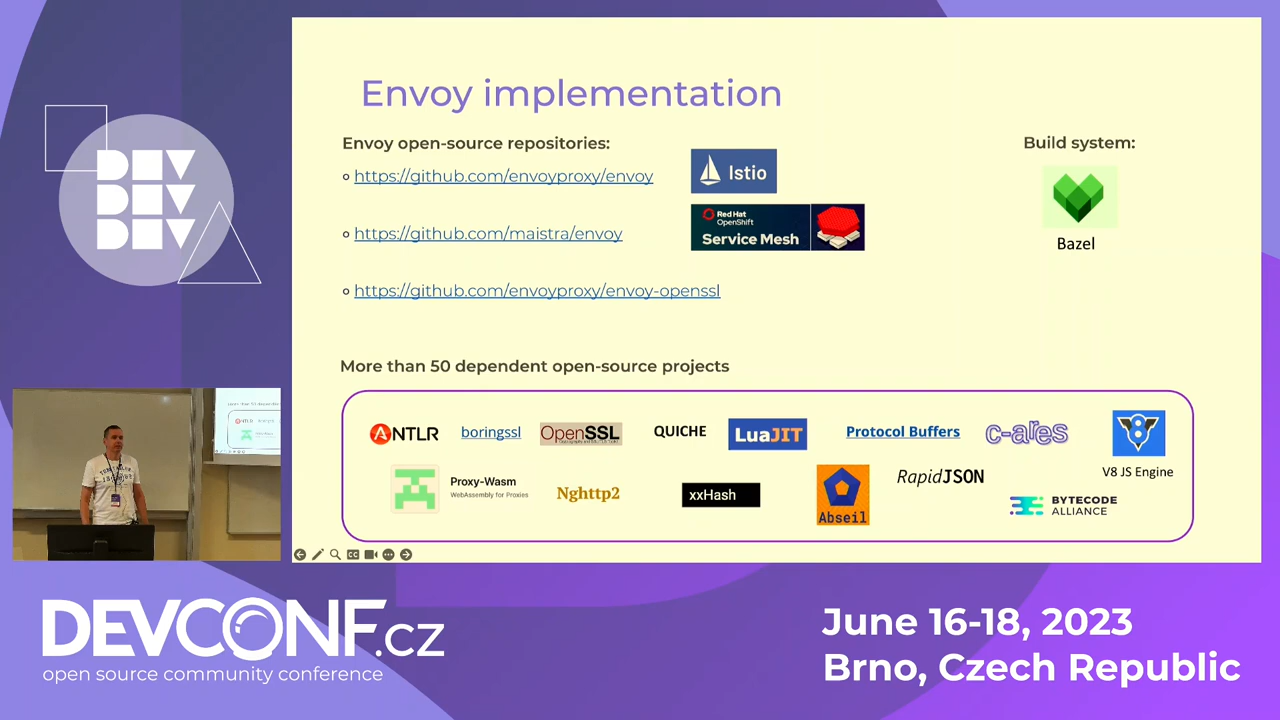 Envoy implementation
Envoy open-source repositories:
https://github.com/envoyproxy/envoy
https://github.com/maistra/envoy
https://github.com/envoyproxy/envoy-openssl
Istio
Red Hat
OpenShift
Service Mesh
Build system:
Bazel
More than 50 dependent open-source projects
ANTLR
boringssl
OpenSSL
QUICHE
LuaJIT
Protocol Buffers
c-ares
V8 JS Engine
Proxy-Wasm
WebAssembly for Proxies
Nghttp2
xxHash
Abseil
RapidJSON
BYTECODE
ALLIANCE
DEV
DEV
DEV
DEVCONF.cz
open source community conference
June 16-18, 2023
Brno, Czech Republic